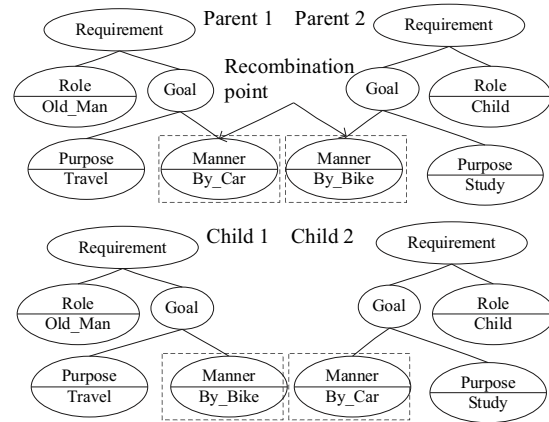 Requirement
Parent 1
Parent 2
Requirement
Role
Old_Man
Goal
Recombination
point
Goal
Role
Child
Purpose
Travel
Manner
By_Car
Manner
By_Bike
Purpose
Study
Requirement
Child 1
Child 2
Requirement
Role
Old_Man
Goal
Goal
Role
Child
Purpose
Travel
Manner
By_Bike
Manner
By_Car
Purpose
Study